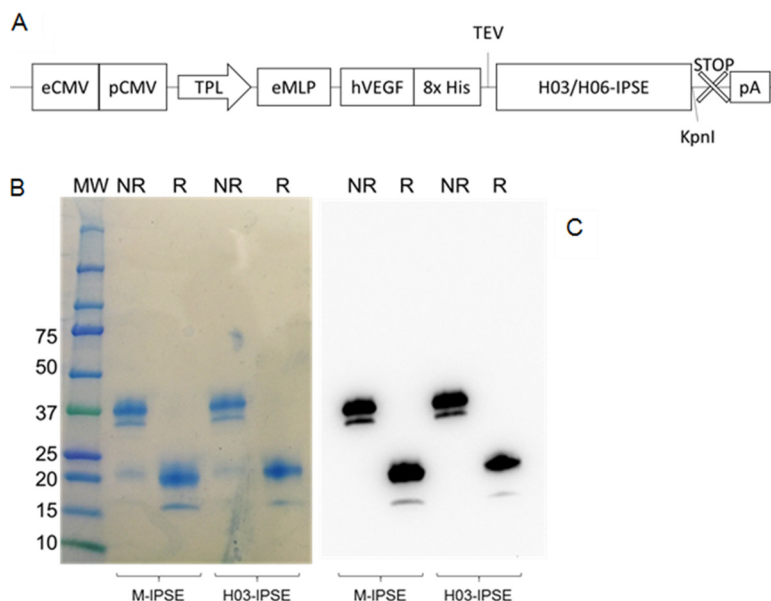 A
TEV
eCMV pCMV TPL eMLP hVEGF 8x His H03/H06-IPSE STOP pA
KpnI
B MW NR R NR R NR R NR R
C
75
50
37
25
20
15
10
M-IPSE H03-IPSE M-IPSE H03-IPSE